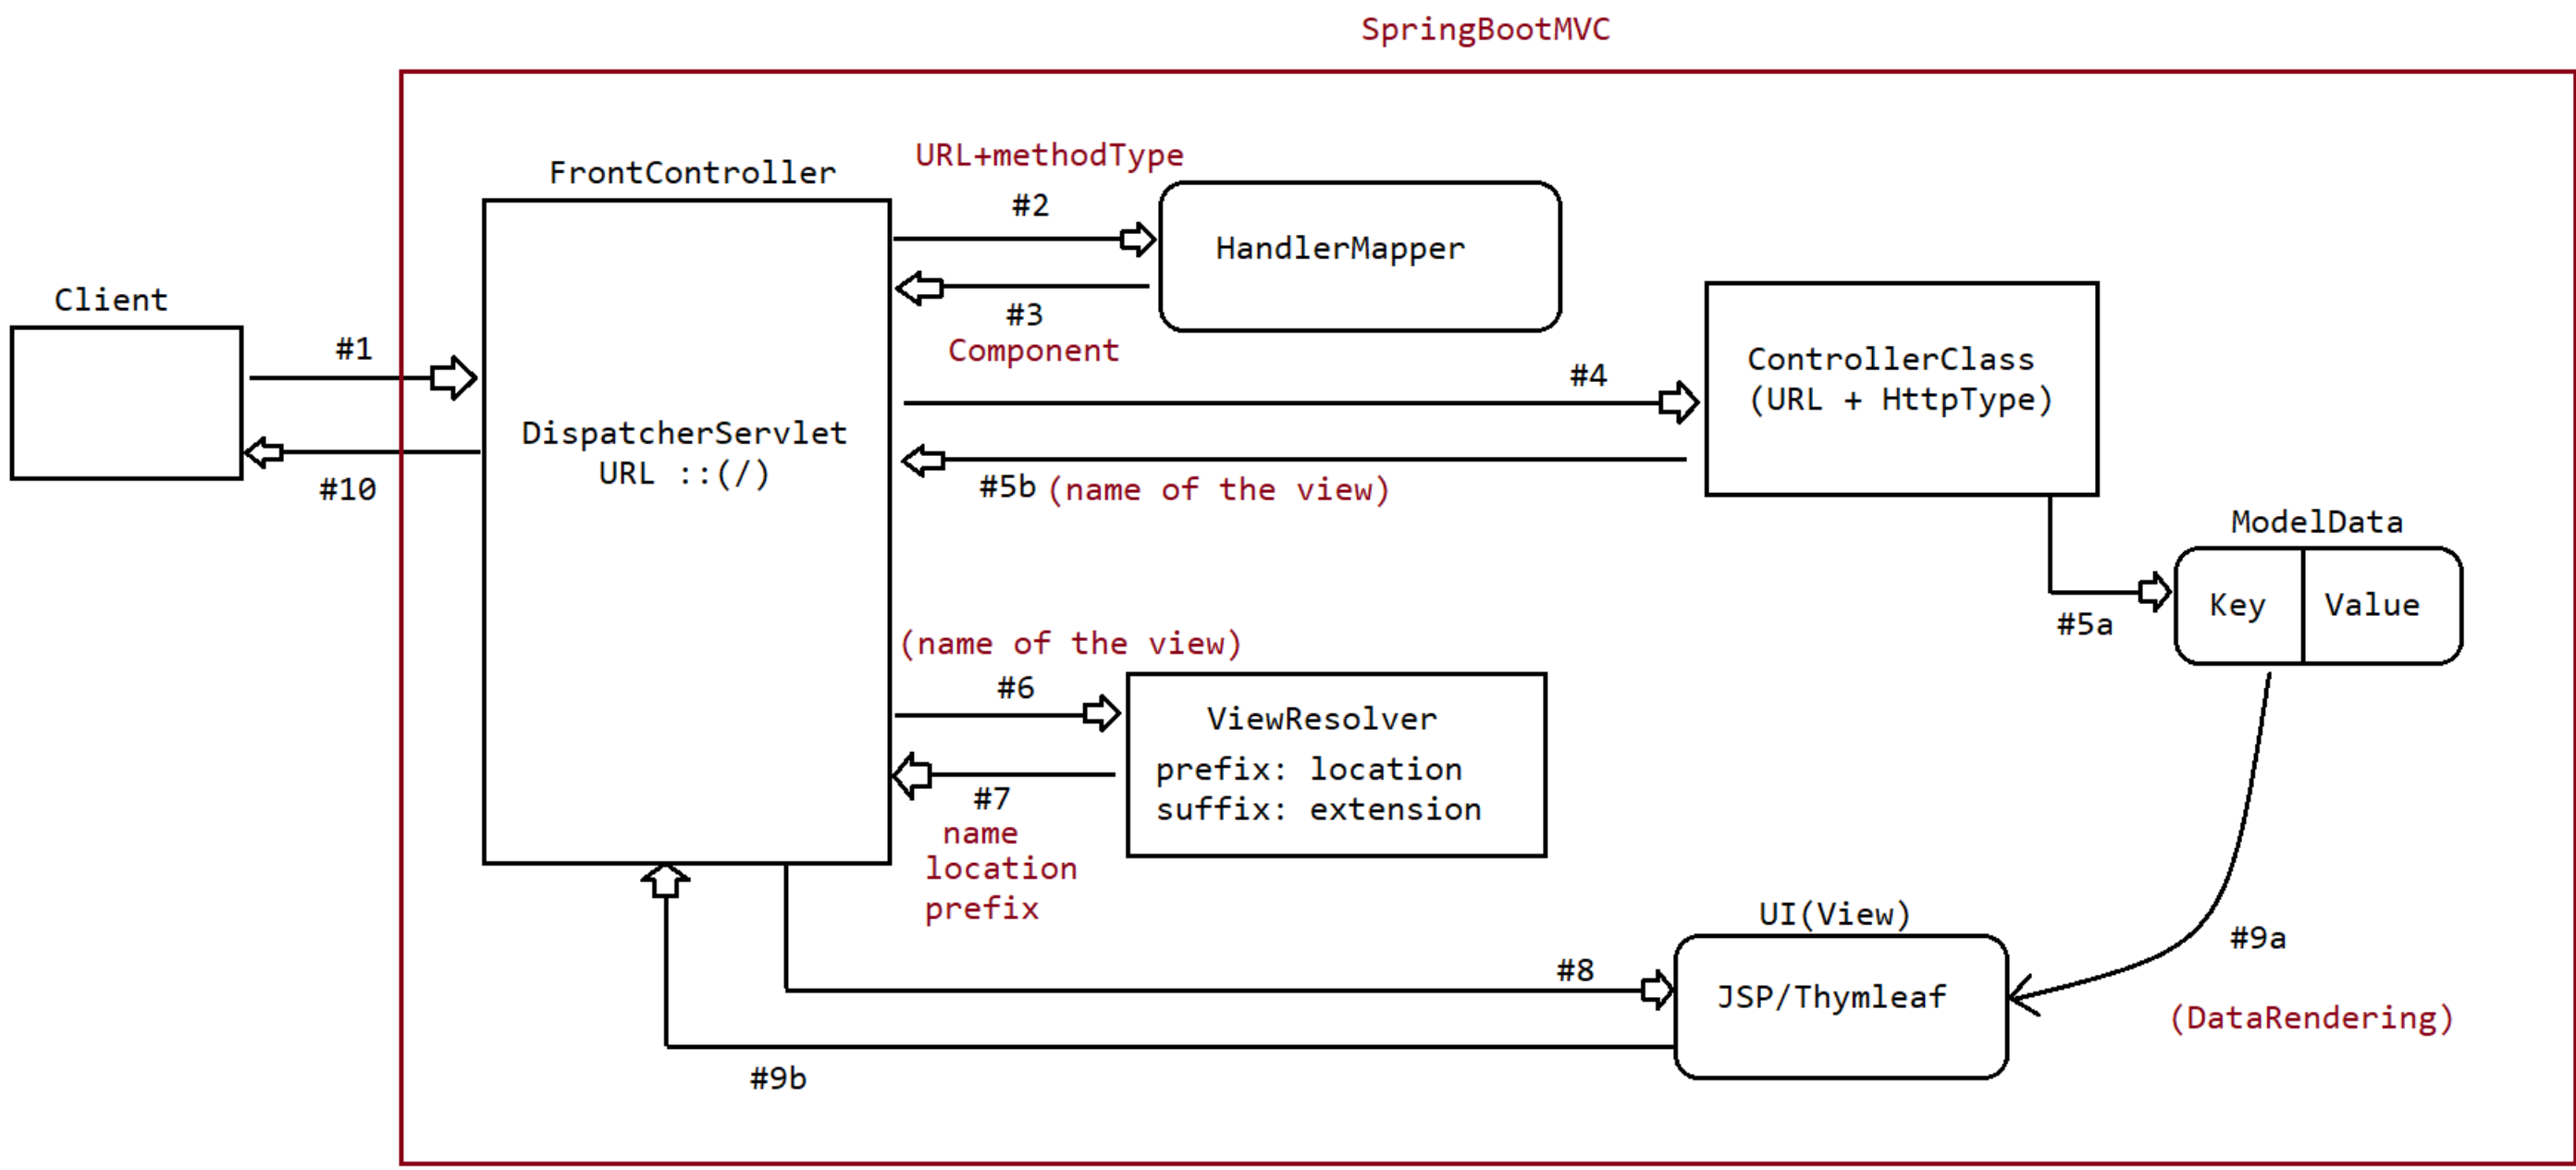 SpringBootMVC
FrontController
URL+methodType
#2
HandlerMapper
#3
Component
Client
#1
#10
DispatcherServlet
URL ::(/)
#4
ControllerClass
(URL + HttpType)
#5b (name of the view)
ModelData
Key Value
#5a
(name of the view)
#6
ViewResolver
prefix: location
suffix: extension
#7
name
location
prefix
UI(View)
#8
JSP/Thymleaf
#9a
(DataRendering)
#9b